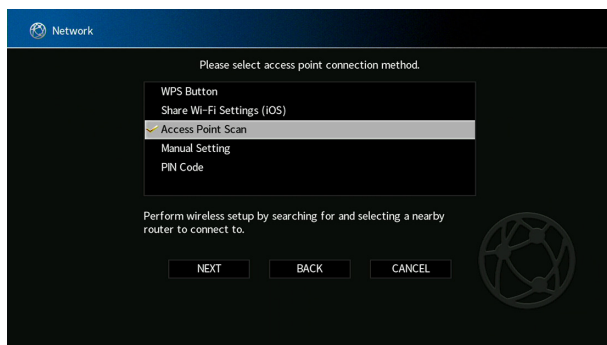 Network
Please select access point connection method.
WPS Button
Share Wi-Fi Settings (iOS)
Access Point Scan
Manual Setting
PIN Code
Perform wireless setup by searching for and selecting a nearby
router to connect to.
NEXT BACK CANCEL